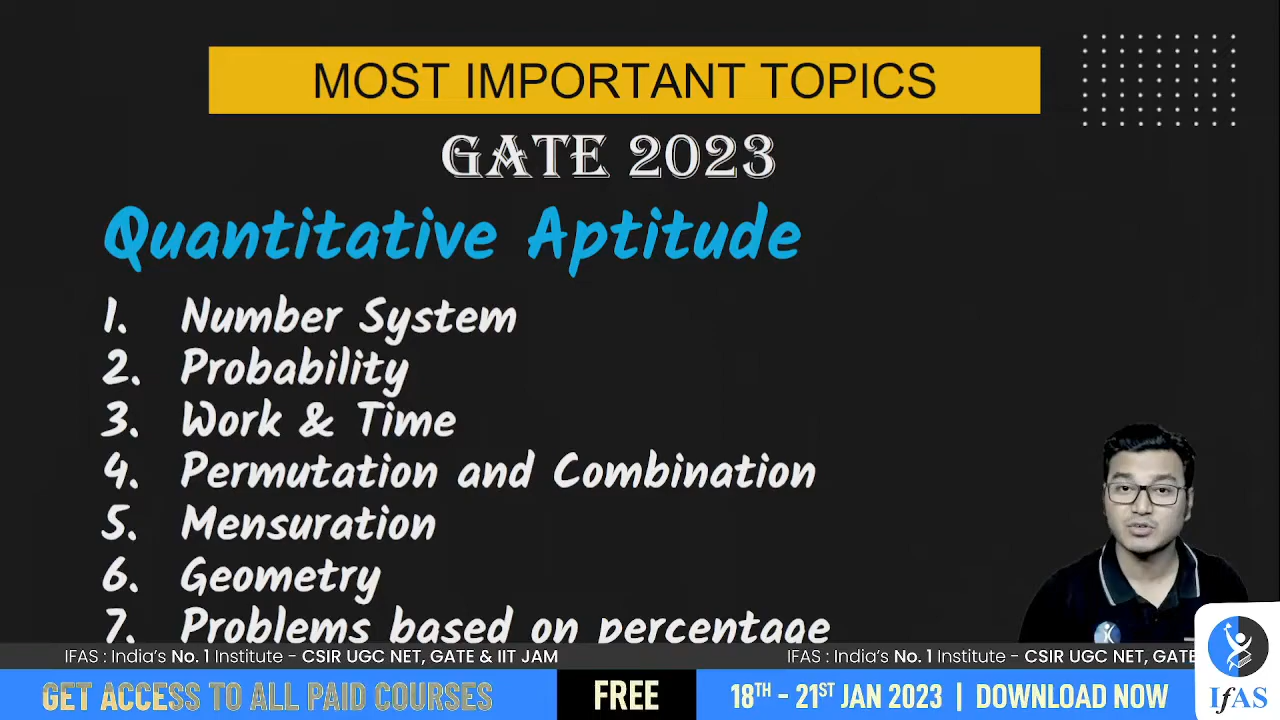 MOST IMPORTANT TOPICS
GATE 2023
Quantitative Aptitude
1. Number System
2. Probability
3. Work & Time
4. Permutation and Combination
5. Mensuration
6. Geometry
7. Problems based on percentage
IFAS : India's No. 1 Institute - CSIR UGC NET, GATE & IIT JAM
IFAS : India's No. 1 Institute - CSIR UGC NET, GATE
GET ACCESS TO ALL PAID COURSES
FREE
18TH - 21ST JAN 2023 | DOWNLOAD NOW
IfAS